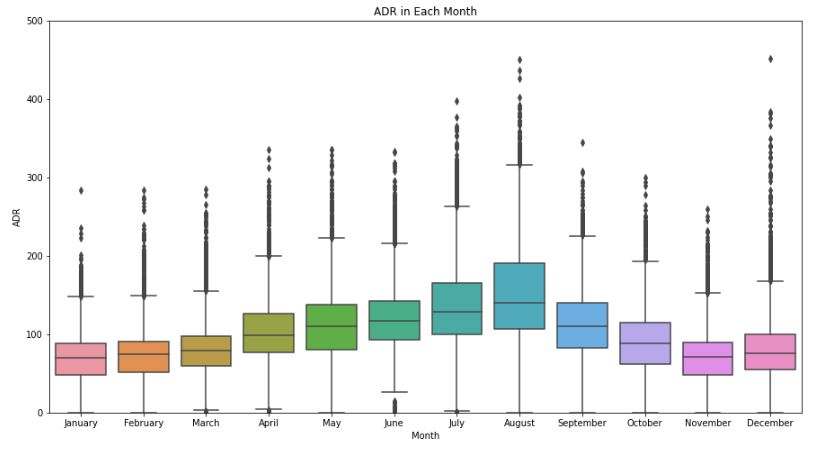 ADR in Each Month
500
400
300
200
100
0
ADR
January February March April May June July August September October November December
Month